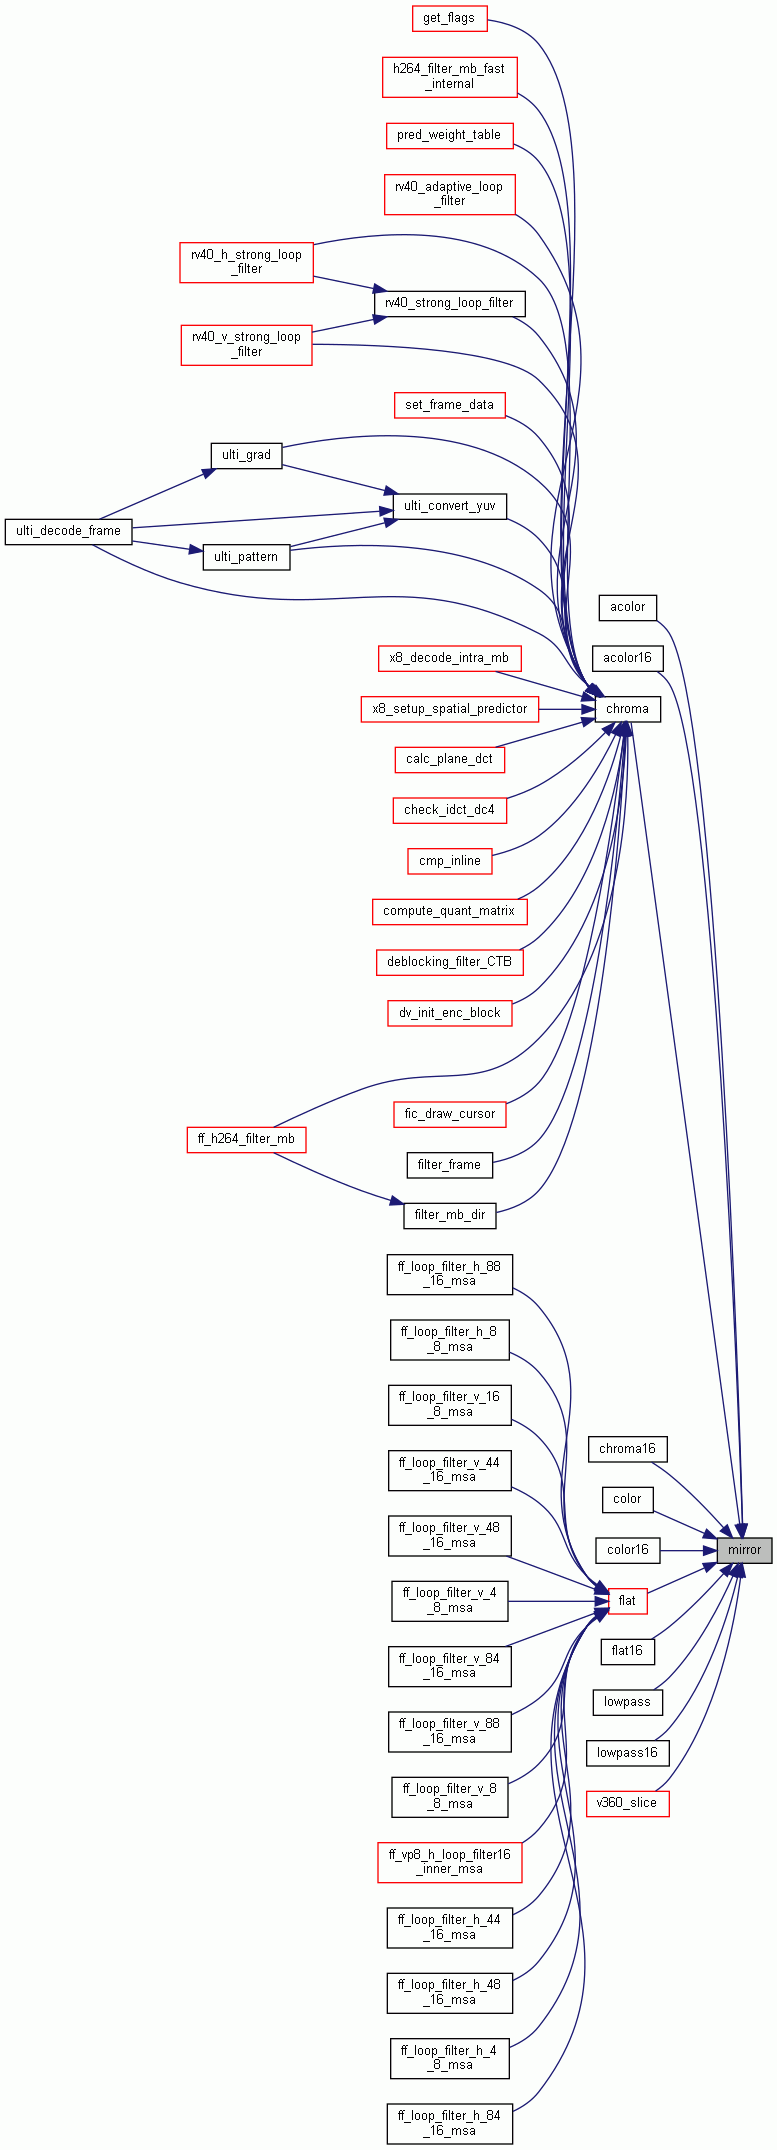 get_flags
h264_filter_mb_fast
_internal
pred_weight_table
rv40_adaptive_loop
_filter
rv40_h_strong_loop
_filter
rv40_strong_loop_filter
rv40_v_strong_loop
_filter
set_frame_data
ulti_grad
ulti_convert_yuv
ulti_decode_frame
ulti_pattern
acolor
acolor16
x8_decode_intra_mb
chroma
x8_setup_spatial_predictor
calc_plane_dct
check_idct_dc4
cmp_inline
compute_quant_matrix
deblocking_filter_CTB
dv_init_enc_block
fic_draw_cursor
ff_h264_filter_mb
filter_frame
filter_mb_dir
ff_loop_filter_h_88
_16_msa
ff_loop_filter_h_8
_8_msa
ff_loop_filter_v_16
_8_msa
chroma16
ff_loop_filter_v_44
_16_msa
color
ff_loop_filter_v_48
_16_msa
color16
mirror
ff_loop_filter_v_4
_8_msa
flat
flat16
ff_loop_filter_v_84
_16_msa
lowpass
ff_loop_filter_v_88
_16_msa
lowpass16
ff_loop_filter_v_8
_8_msa
v360_slice
ff_vp8_h_loop_filter16
_inner_msa
ff_loop_filter_h_44
_16_msa
ff_loop_filter_h_48
_16_msa
ff_loop_filter_h_4
_8_msa
ff_loop_filter_h_84
_16_msa